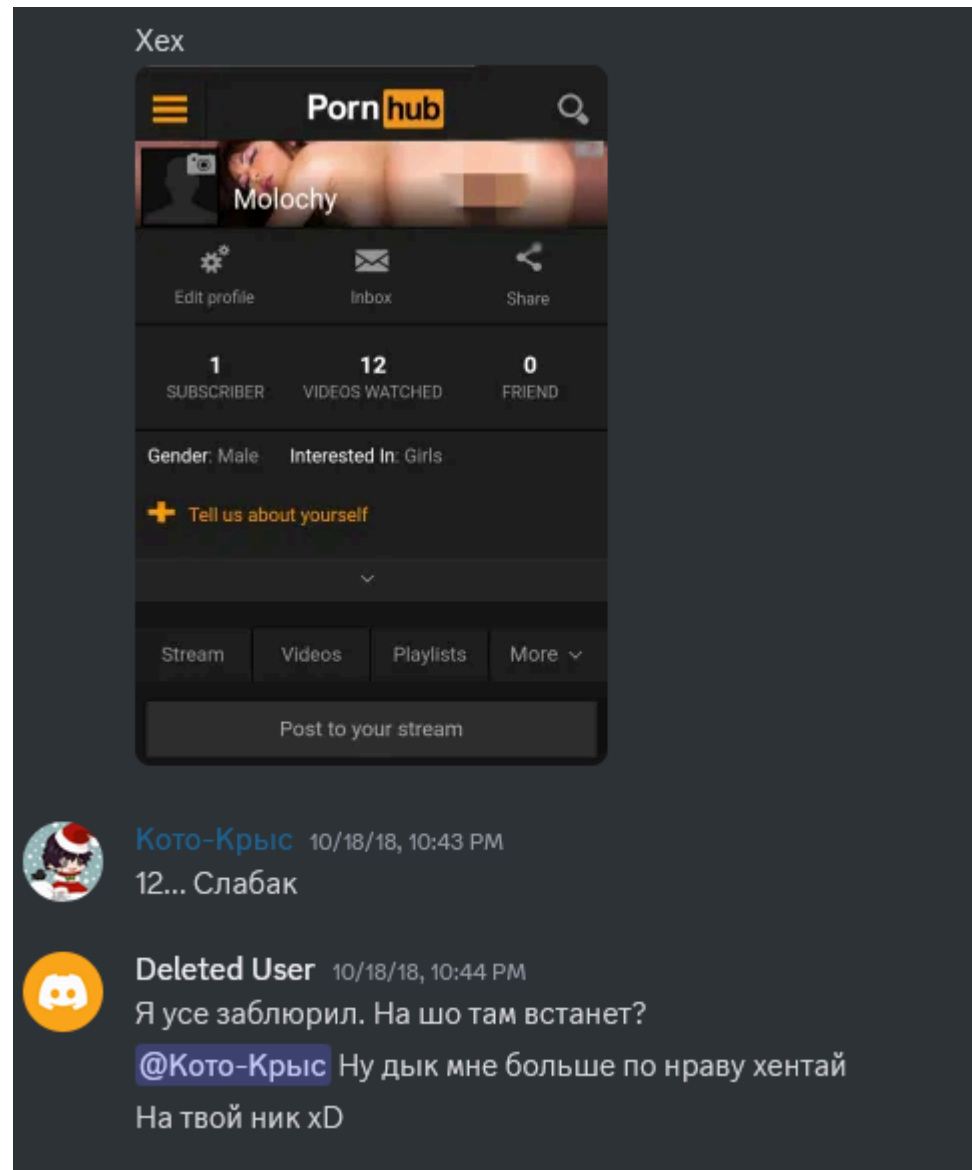 Хех
Porn hub
Molochy
Edit profile Inbox Share
1 12 0
SUBSCRIBER VIDEOS WATCHED FRIEND
Gender: Male Interested In: Girls
Tell us about yourself
Stream Videos Playlists More
Post to your stream
Кото-Крыс 10/18/18, 10:43 PM
12... Слабак
Deleted User 10/18/18, 10:44 PM
Я усе заблюрил. На шо там встанет?
@Кото-Крыс Ну дык мне больше по нраву хентай
На твой ник xD